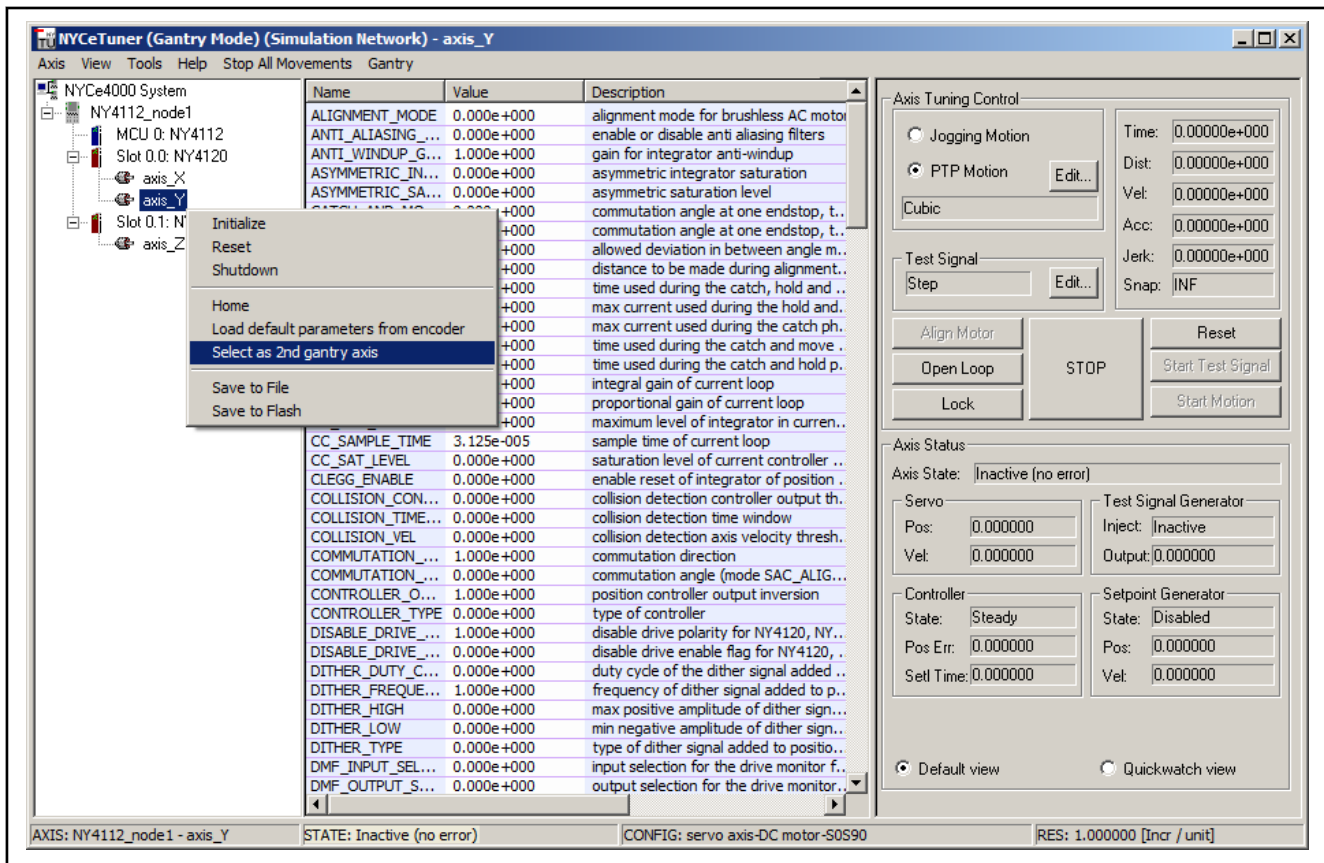 NYCeTuner (Gantry Mode) (Simulation Network) - axis_Y
Axis View Tools Help Stop All Movements Gantry
NYCe4000 System
NY4112_node1
MCU 0: NY4112
Slot 0.0: NY4120
axis_X
axis_Y
Slot 0.1: N
axis_Z
Initialize
Reset
Shutdown
Home
Load default parameters from encoder
Select as 2nd gantry axis
Save to File
Save to Flash
Name Value Description
ALIGNMENT_MODE 0.000e+000 alignment mode for brushless AC motor
ANTI_ALIASING_... 0.000e+000 enable or disable anti aliasing filters
ANTI_WINDUP_G... 1.000e+000 gain for integrator anti-windup
ASYMMETRIC_IN... 0.000e+000 asymmetric integrator saturation
ASYMMETRIC_SA... 0.000e+000 asymmetric saturation level
+000 commutation angle at one endstop, t...
+000 commutation angle at one endstop, t...
+000 allowed deviation in between angle m...
+000 distance to be made during alignment...
+000 time used during the catch, hold and ...
+000 max current used during the hold and...
+000 max current used during the catch ph...
+000 time used during the catch and move ...
+000 time used during the catch and hold p...
+000 integral gain of current loop
+000 proportional gain of current loop
+000 maximum level of integrator in curren...
CC_SAMPLE_TIME 3.125e-005 sample time of current loop
CC_SAT_LEVEL 0.000e+000 saturation level of current controller ...
CLEGG_ENABLE 0.000e+000 enable reset of integrator of position ...
COLLISION_CON... 0.000e+000 collision detection controller output th...
COLLISION_TIME... 0.000e+000 collision detection time window
COLLISION_VEL 0.000e+000 collision detection axis velocity thresh...
COMMUTATION_... 1.000e+000 commutation direction
COMMUTATION_... 0.000e+000 commutation angle (mode SAC_ALIG...
CONTROLLER_O... 1.000e+000 position controller output inversion
CONTROLLER_TYPE 0.000e+000 type of controller
DISABLE_DRIVE_... 1.000e+000 disable drive polarity for NY4120, NY...
DISABLE_DRIVE_... 0.000e+000 disable drive enable flag for NY4120, ...
DITHER_DUTY_C... 0.000e+000 duty cycle of the dither signal added ...
DITHER_FREQUE... 1.000e+000 frequency of dither signal added to p...
DITHER_HIGH 0.000e+000 max positive amplitude of dither sign...
DITHER_LOW 0.000e+000 min negative amplitude of dither sign...
DITHER_TYPE 0.000e+000 type of dither signal added to positio...
DMF_INPUT_SEL... 0.000e+000 input selection for the drive monitor f...
DMF_OUTPUT_S... 0.000e+000 output selection for the drive monitor...
Axis Tuning Control
Jogging Motion
PTP Motion Edit...
Cubic
Test Signal
Step Edit...
Time: 0.00000e+000
Dist: 0.00000e+000
Vel: 0.00000e+000
Acc: 0.00000e+000
Jerk: 0.00000e+000
Snap: INF
Align Motor
Open Loop
Lock
STOP
Reset
Start Test Signal
Start Motion
Axis Status
Axis State: Inactive (no error)
Servo
Pos: 0.000000
Vel: 0.000000
Test Signal Generator
Inject: Inactive
Output: 0.000000
Controller
State: Steady
Pos Err: 0.000000
Setl Time: 0.000000
Setpoint Generator
State: Disabled
Pos: 0.000000
Vel: 0.000000
Default view Quickwatch view
AXIS: NY4112_node1 - axis_Y STATE: Inactive (no error) CONFIG: servo axis-DC motor-S0S90 RES: 1.000000 [Incr / unit]